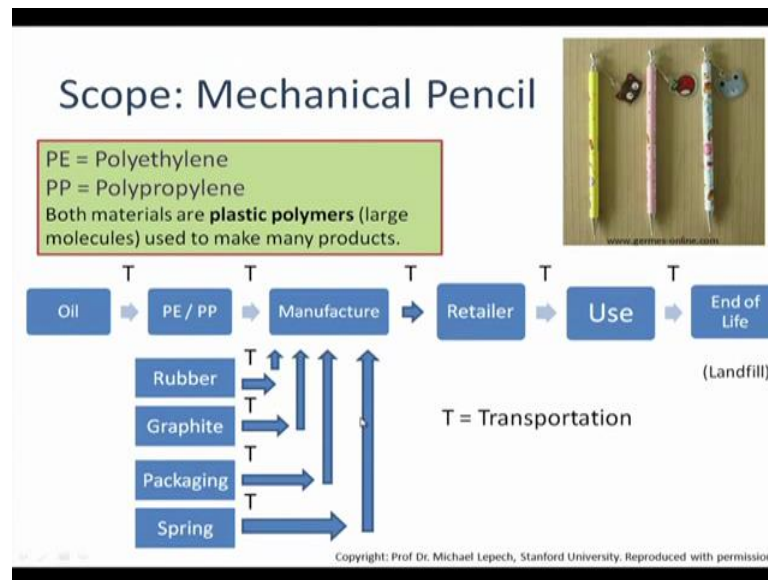 Scope: Mechanical Pencil
PE = Polyethylene
PP = Polypropylene
Both materials are plastic polymers (large
molecules) used to make many products.
www.germes-online.com
T
T
T
T
T
Oil
PE / PP
Manufacture
Retailer
Use
End of
Life
(Landfill)
T
Rubber
T
Graphite
T
Packaging
T
Spring
T = Transportation
Copyright: Prof Dr. Michael Lepech, Stanford University. Reproduced with permission